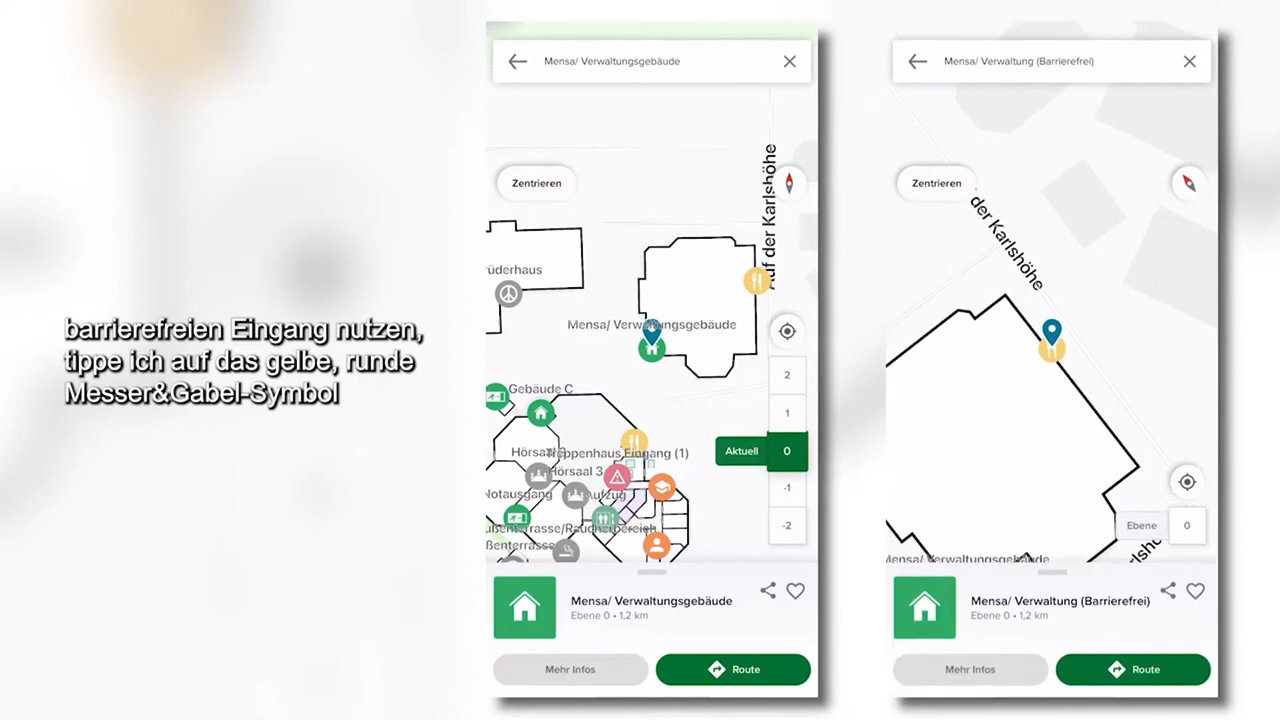 barrierefreien Eingang nutzen,
tippe ich auf das gelbe, runde
Messer&Gabel-Symbol
Mensa/ Verwaltungsgebäude
Zentrieren
Auf der Karlshöhe
rüderhaus
Mensa/ Verwaltungsgebäude
2
1
Aktuell 0
-1
-2
Gebäude C
Hörsaal
Treppenhaus Eingang (1)
Hörsaal 3
Notausgang
Aufzug
ußenterrasse/Raucherbereich
ßenterrasse
Mensa/ Verwaltungsgebäude
Ebene 0 • 1,2 km
Mehr Infos
Route
Mensa/ Verwaltung (Barrierefrei)
Zentrieren
der Karlshöhe
Ebene 0
Mensa/ Verwaltungsgebäude
rlshö
Mensa/ Verwaltung (Barrierefrei)
Ebene 0 • 1,2 km
Mehr Infos
Route